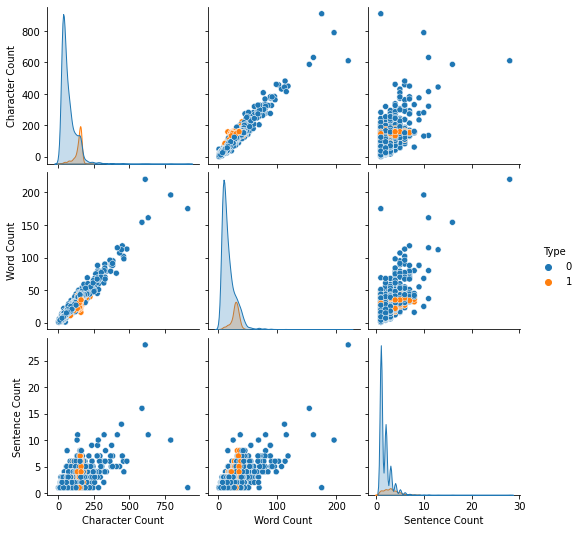 Character Count
800
600
400
200
0
Word Count
200
150
100
50
0
Type
0
1
Sentence Count
25
20
15
10
5
0
0 250 500 750
Character Count
0 100 200
Word Count
0 10 20 30
Sentence Count